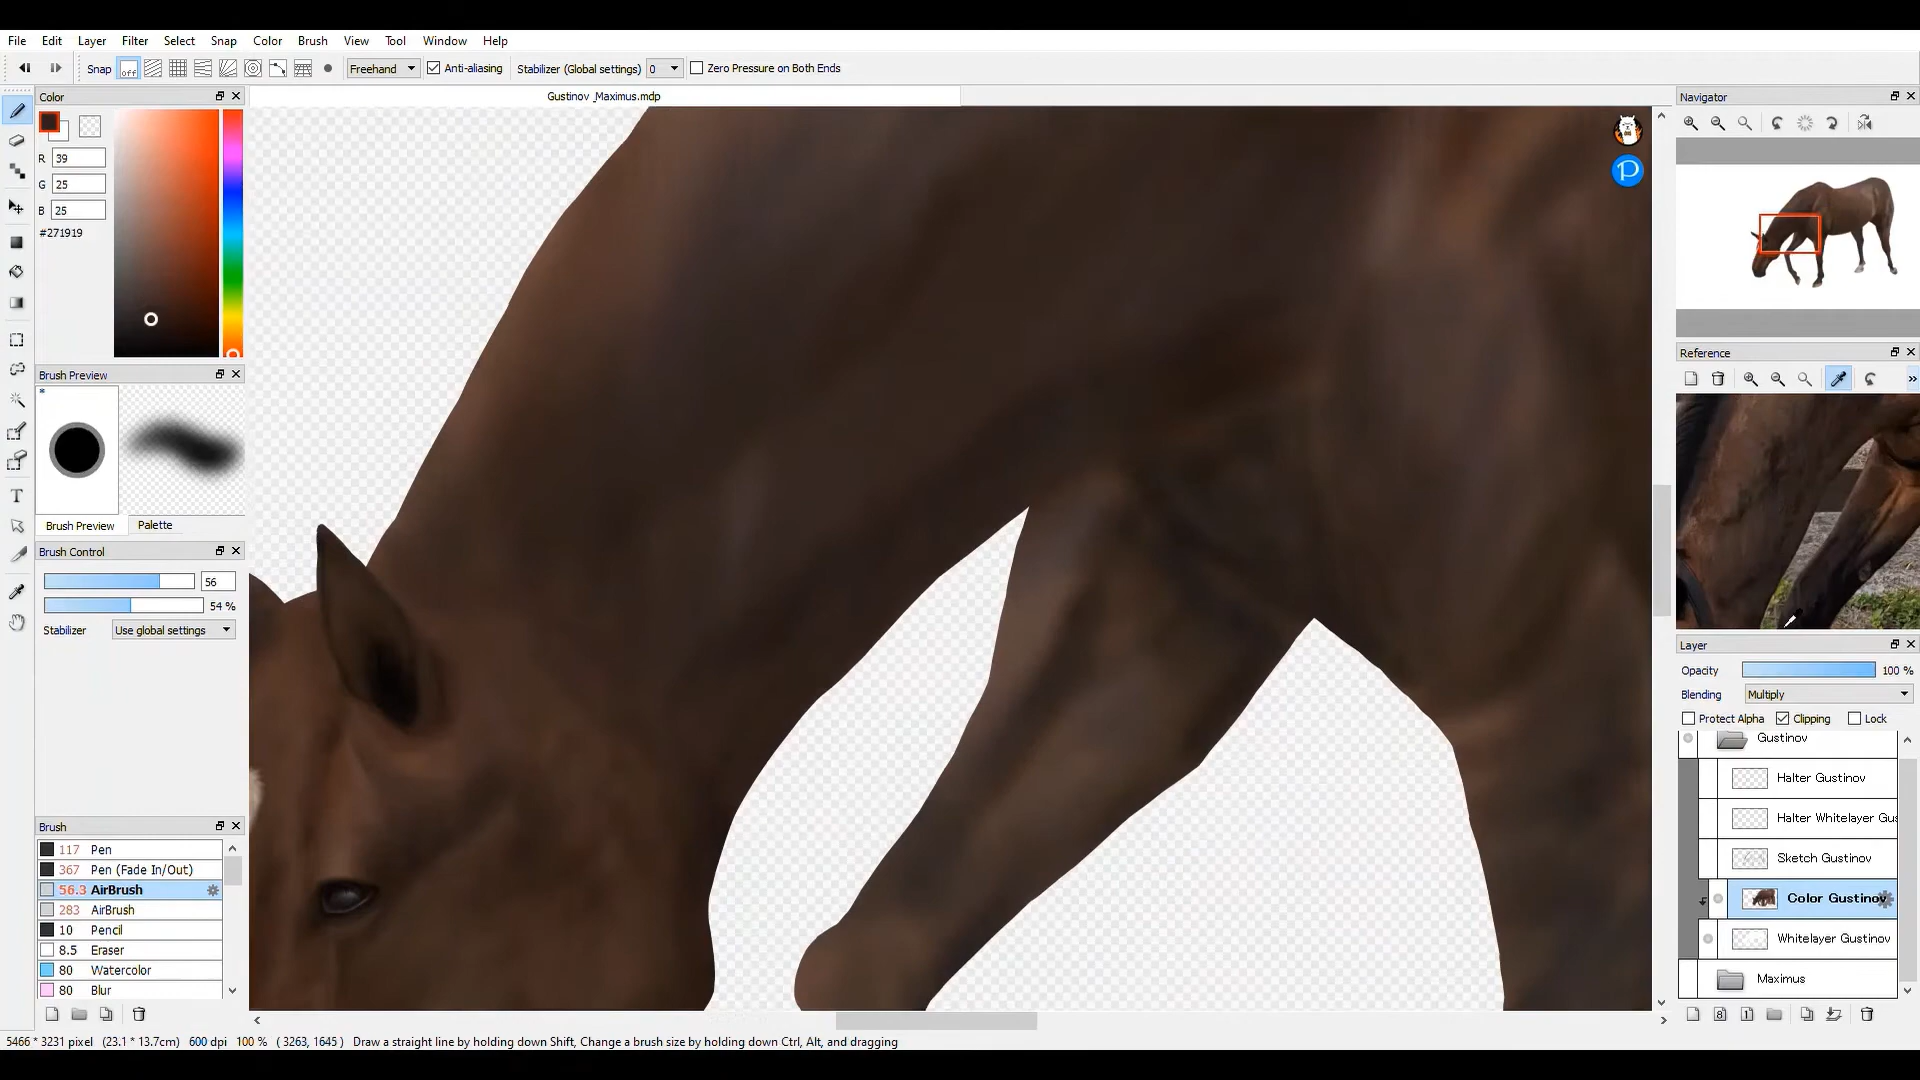 File Edit Layer Filter Select Snap Color Brush View Tool Window Help
Snap off Freehand Anti-aliasing Stabilizer (Global settings) 0 Zero Pressure on Both Ends
Color
Gustinov_Maximus.mdp
Navigator
R 39
G 25
B 25
#271919
Brush Preview
*
Brush Preview Palette
Brush Control
56
54 %
Stabilizer Use global settings
Brush
117 Pen
367 Pen (Fade In/Out)
56.3 AirBrush
283 AirBrush
10 Pencil
8.5 Eraser
80 Watercolor
80 Blur
Reference
Layer
Opacity 100 %
Blending Multiply
Protect Alpha Clipping Lock
Gustinov
Halter Gustinov
Halter Whitelayer Gus
Sketch Gustinov
Color Gustinov
Whitelayer Gustinov
Maximus
5466 * 3231 pixel (23.1 * 13.7cm) 600 dpi 100 % ( 3263, 1645 ) Draw a straight line by holding down Shift, Change a brush size by holding down Ctrl, Alt, and dragging